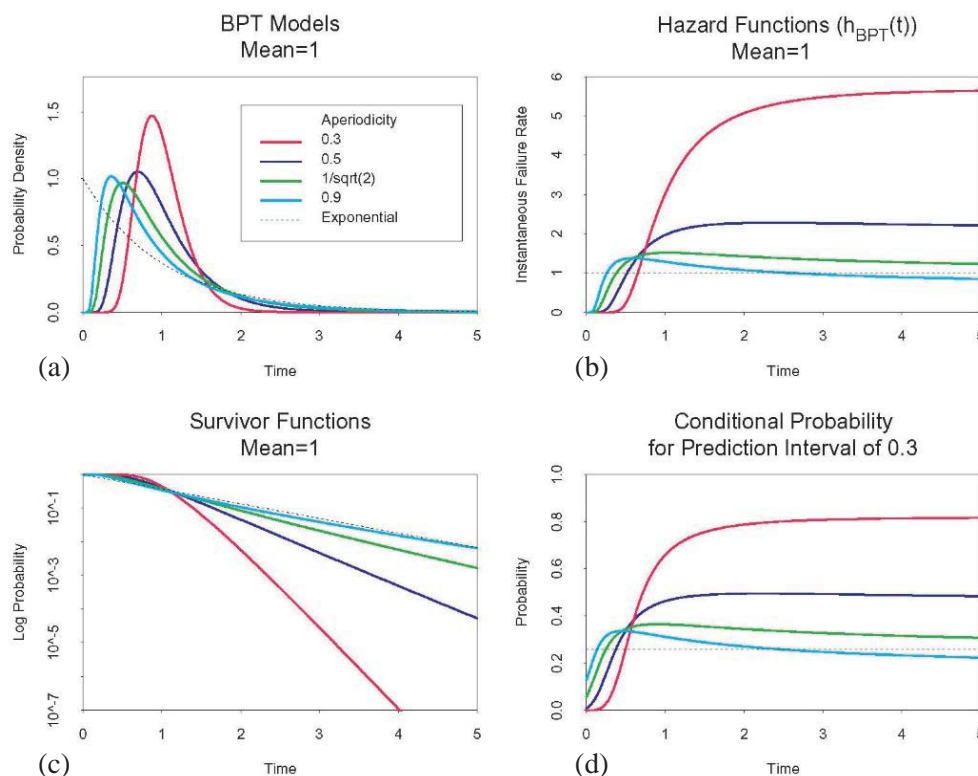 BPT Models
Mean=1
Probability Density
1.5
1.0
0.5
0.0
Aperiodicity
0.3
0.5
1/sqrt(2)
0.9
Exponential
0 1 2 3 4 5
Time
(a)
Hazard Functions (h_BPT(t))
Mean=1
Instantaneous Failure Rate
6
5
4
3
2
1
0
0 1 2 3 4 5
Time
(b)
Survivor Functions
Mean=1
Log Probability
10^-1
10^-3
10^-5
10^-7
0 1 2 3 4 5
Time
(c)
Conditional Probability
for Prediction Interval of 0.3
Probability
1.0
0.8
0.6
0.4
0.2
0.0
0 1 2 3 4 5
Time
(d)